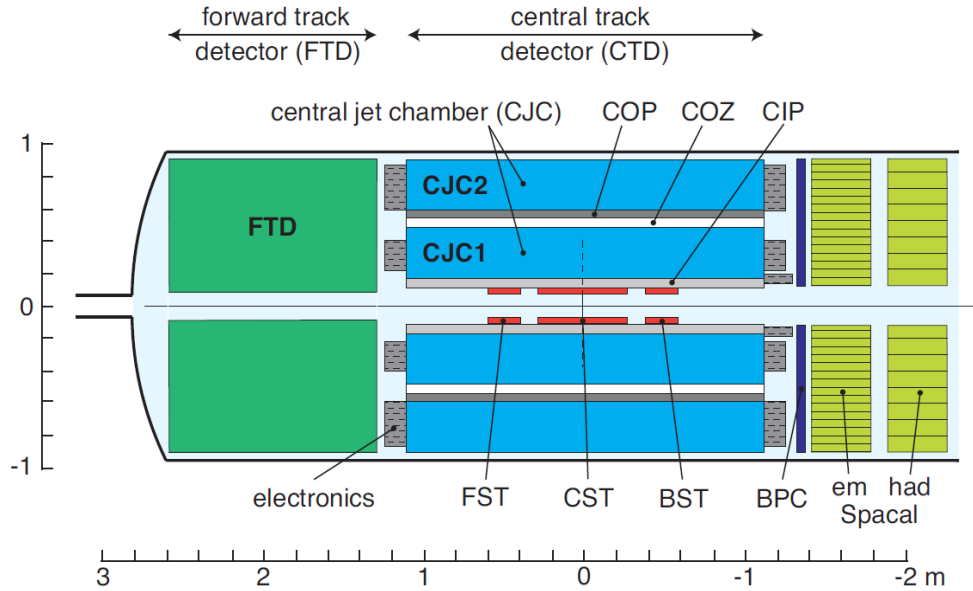 forward track
detector (FTD)
central track
detector (CTD)
central jet chamber (CJC)
COP
COZ
CIP
1
0
-1
CJC2
FTD
CJC1
electronics
FST
CST
BST
BPC
em
had
Spacal
3
2
1
0
-1
-2 m